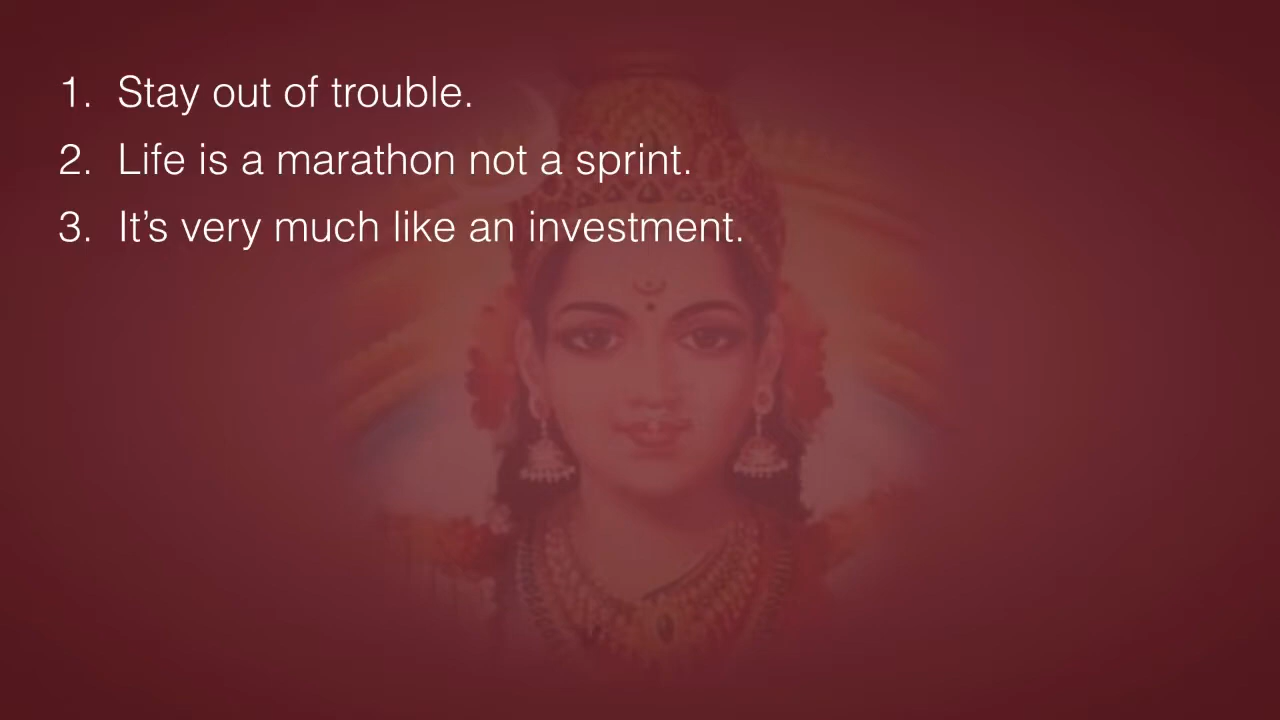 1. Stay out of trouble.
2. Life is a marathon not a sprint.
3. It’s very much like an investment.